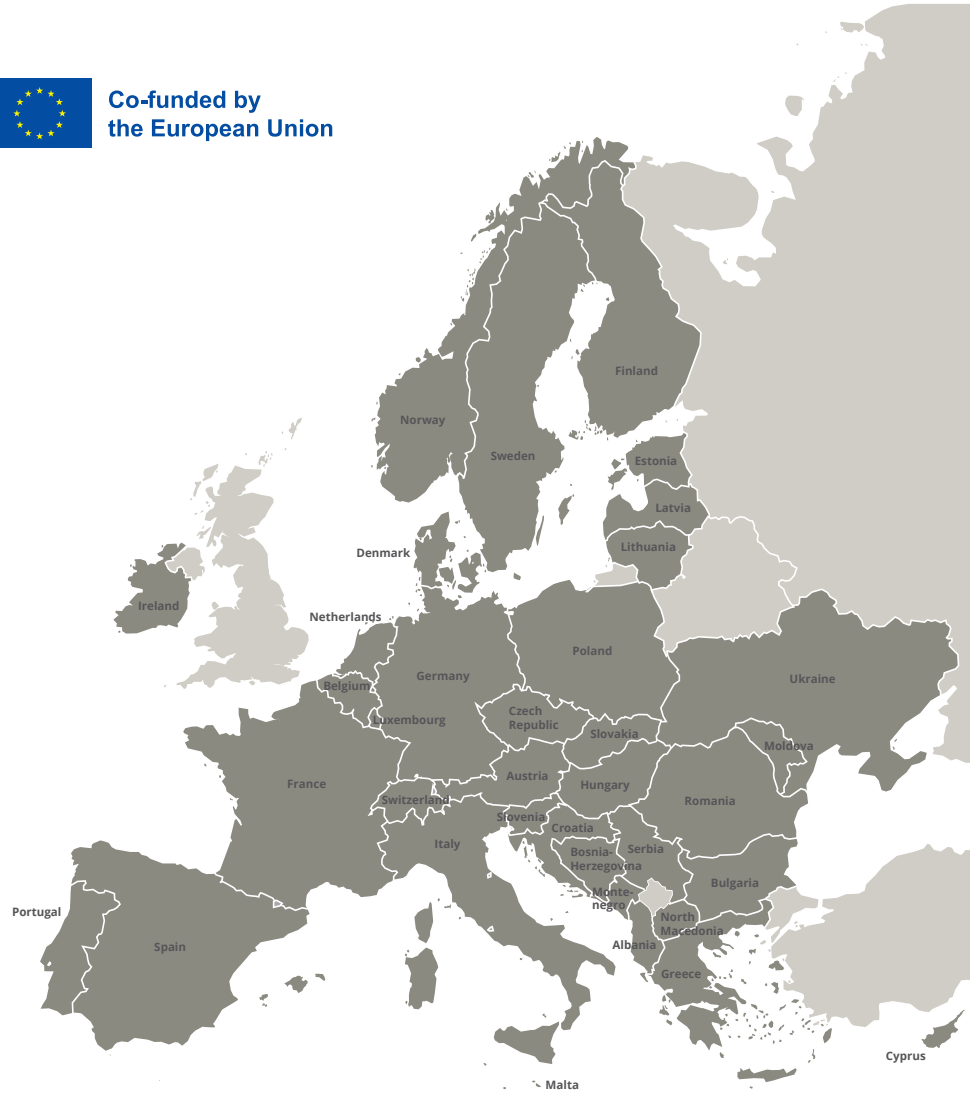 Co-funded by
the European Union
Finland
Norway
Sweden
Estonia
Latvia
Lithuania
Denmark
Ireland
Netherlands
Poland
Germany
Ukraine
Belgium
Czech
Republic
Luxembourg
Slovakia
Moldova
Austria
France
Hungary
Switzerland
Romania
Slovenia
Croatia
Italy
Serbia
Bosnia-
Herzegovina
Bulgaria
Monte-
negro
Portugal
North
Macedonia
Spain
Albania
Greece
Cyprus
Malta